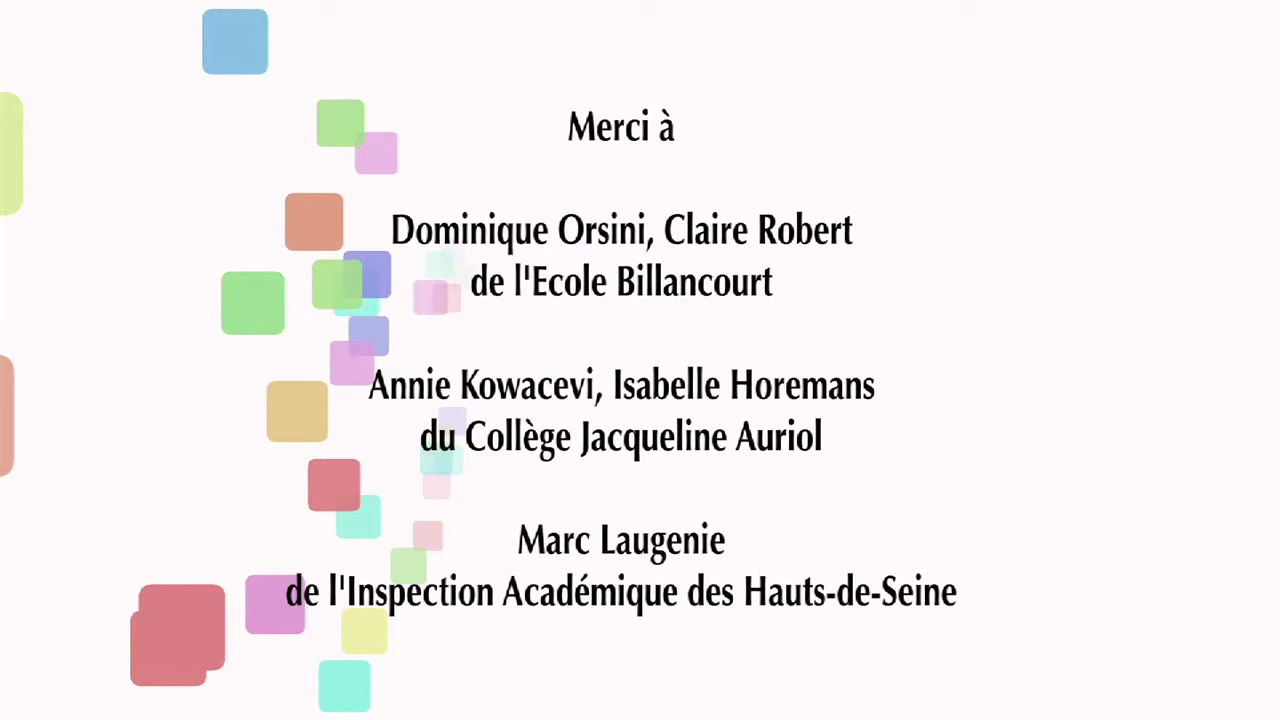 Merci à
Dominique Orsini, Claire Robert
de l'Ecole Billancourt
Annie Kowacevi, Isabelle Horemans
du Collège Jacqueline Auriol
Marc Laugenie
de l'Inspection Académique des Hauts-de-Seine